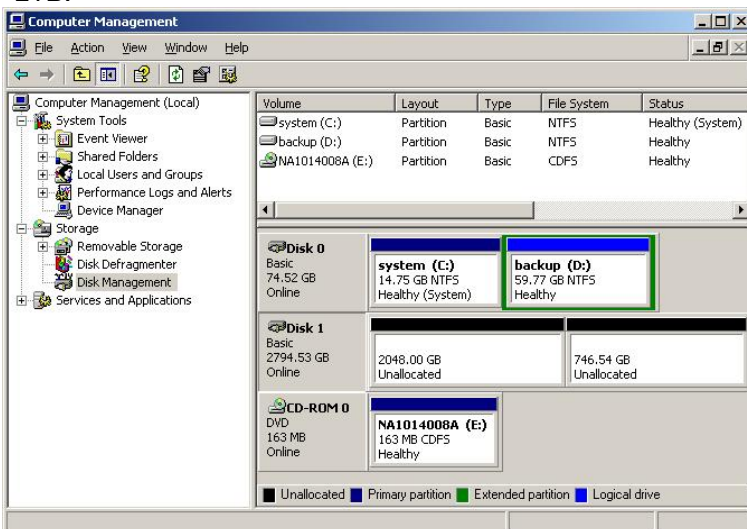 Computer Management
File Action View Window Help
Computer Management (Local)
System Tools
Event Viewer
Shared Folders
Local Users and Groups
Performance Logs and Alerts
Device Manager
Storage
Removable Storage
Disk Defragmenter
Disk Management
Services and Applications
Volume Layout Type File System Status
system (C:) Partition Basic NTFS Healthy (System)
backup (D:) Partition Basic NTFS Healthy
NA1014008A (E:) Partition Basic CDFS Healthy
Disk 0
Basic
74.52 GB
Online
system (C:)
14.75 GB NTFS
Healthy (System)
backup (D:)
59.77 GB NTFS
Healthy
Disk 1
Basic
2794.53 GB
Online
2048.00 GB
Unallocated
746.54 GB
Unallocated
CD-ROM 0
DVD
163 MB
Online
NA1014008A (E:)
163 MB CDFS
Healthy
Unallocated Primary partition Extended partition Logical drive